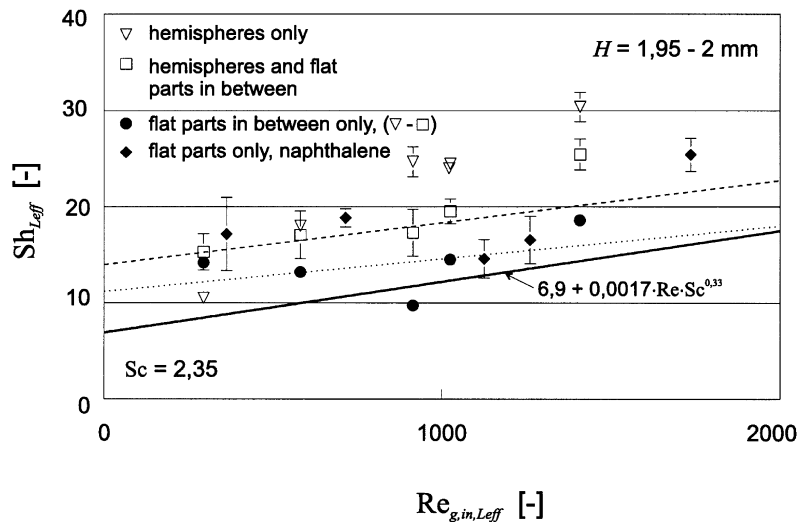 40
▽ hemispheres only
H = 1,95 - 2 mm
□ hemispheres and flat
parts in between
30
● flat parts in between only, (▽ - □)
◆ flat parts only, naphthalene
Sh_Leff [-]
20
10
6,9 + 0,0017·Re·Sc^0,33
Sc = 2,35
0
0 1000 2000
Re_g,in,Leff [-]